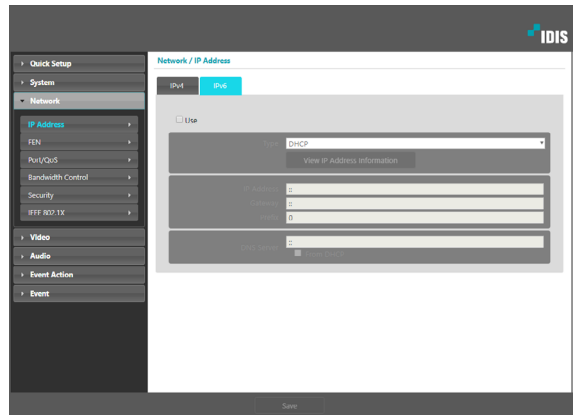 IDIS
Quick Setup
System
Network
IP Address
FEN
Port/QoS
Bandwidth Control
Security
IEEE 802.1X
Video
Audio
Event Action
Event
Network / IP Address
IPv4 IPv6
Use
Type DHCP
View IP Address Information
IP Address ::
Gateway ::
Prefix 0
DNS Server ::
From DHCP
Save